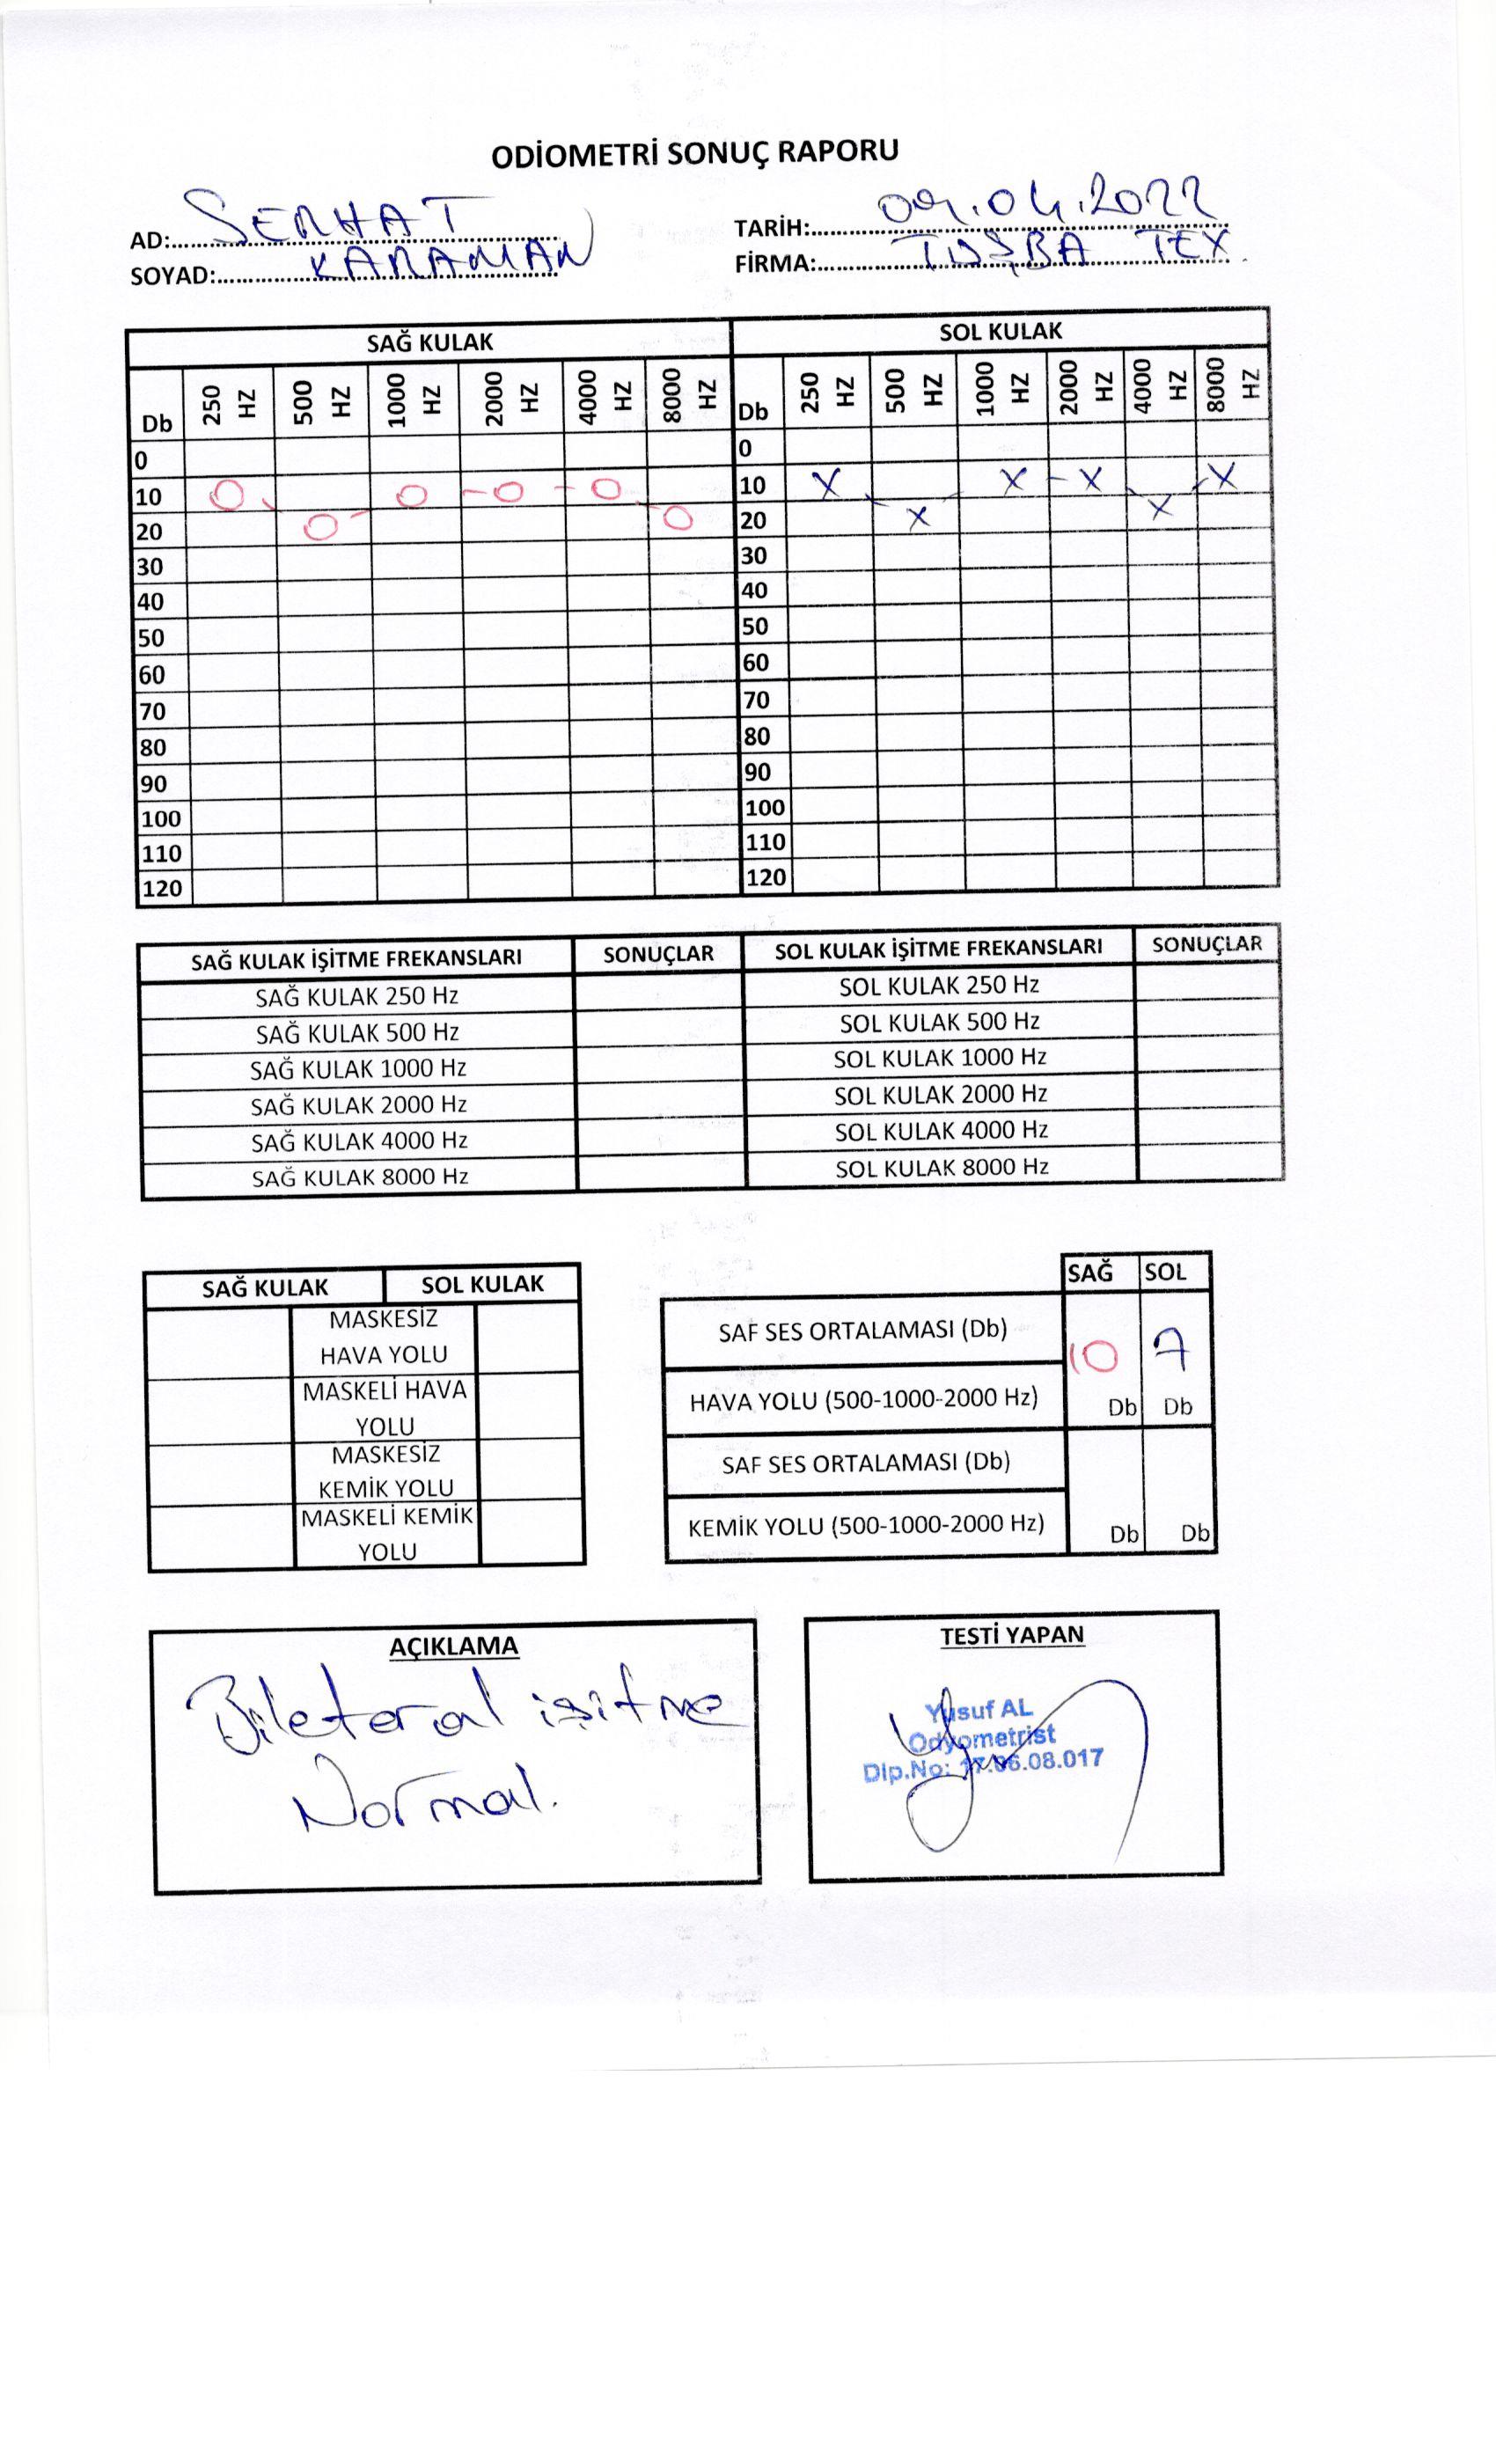 ODİOMETRİ SONUÇ RAPORU
AD:SERHAT
SOYAD:KARAMAN
TARİH:09.04.2022
FİRMA:TUŞBA TEX.
SAĞ KULAK SOL KULAK
Db 250 HZ 500 HZ 1000 HZ 2000 HZ 4000 HZ 8000 HZ Db 250 HZ 500 HZ 1000 HZ 2000 HZ 4000 HZ 8000 HZ
0 0
10 O O O O 10 X X X X
20 O O 20 X X
30 30
40 40
50 50
60 60
70 70
80 80
90 90
100 100
110 110
120 120
SAĞ KULAK İŞİTME FREKANSLARI SONUÇLAR SOL KULAK İŞİTME FREKANSLARI SONUÇLAR
SAĞ KULAK 250 Hz SOL KULAK 250 Hz
SAĞ KULAK 500 Hz SOL KULAK 500 Hz
SAĞ KULAK 1000 Hz SOL KULAK 1000 Hz
SAĞ KULAK 2000 Hz SOL KULAK 2000 Hz
SAĞ KULAK 4000 Hz SOL KULAK 4000 Hz
SAĞ KULAK 8000 Hz SOL KULAK 8000 Hz
SAĞ KULAK SOL KULAK
MASKESİZ
HAVA YOLU
MASKELİ HAVA
YOLU
MASKESİZ
KEMİK YOLU
MASKELİ KEMİK
YOLU
SAĞ SOL
SAF SES ORTALAMASI (Db) 10 7
HAVA YOLU (500-1000-2000 Hz) Db Db
SAF SES ORTALAMASI (Db)
KEMİK YOLU (500-1000-2000 Hz) Db Db
AÇIKLAMA
Bileteral işitme
Normal.
TESTİ YAPAN
Yusuf AL
Odyometrist
Dip.No: 17.06.08.017